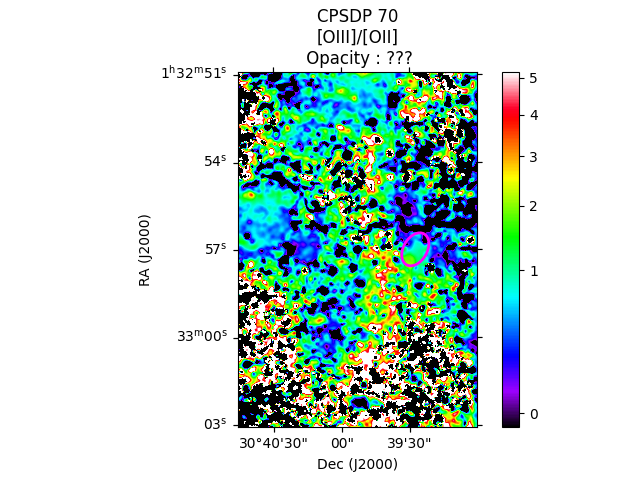 CPSDP 70
[OIII]/[OII]
Opacity : ???
1ʰ32ᵐ51ˢ
54ˢ
57ˢ
33ᵐ00ˢ
03ˢ
RA (J2000)
30°40'30" 00" 39'30"
Dec (J2000)
5
4
3
2
1
0